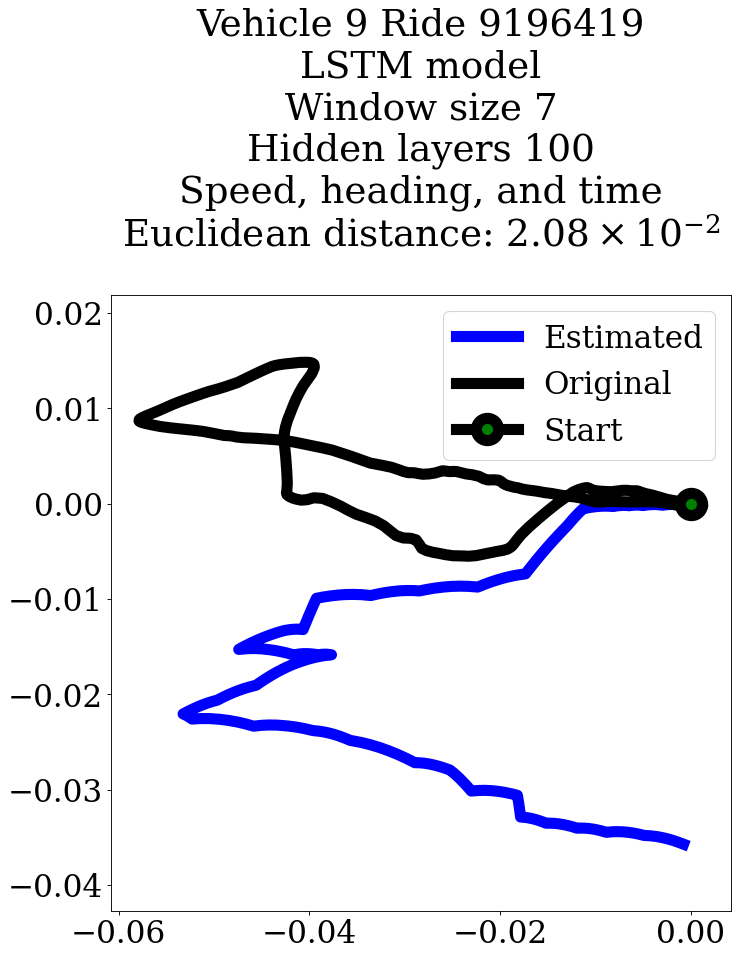 Vehicle 9 Ride 9196419
LSTM model
Window size 7
Hidden layers 100
Speed, heading, and time
Euclidean distance: 2.08 × 10⁻²
Estimated
Original
Start
0.02
0.01
0.00
−0.01
−0.02
−0.03
−0.04
−0.06 −0.04 −0.02 0.00